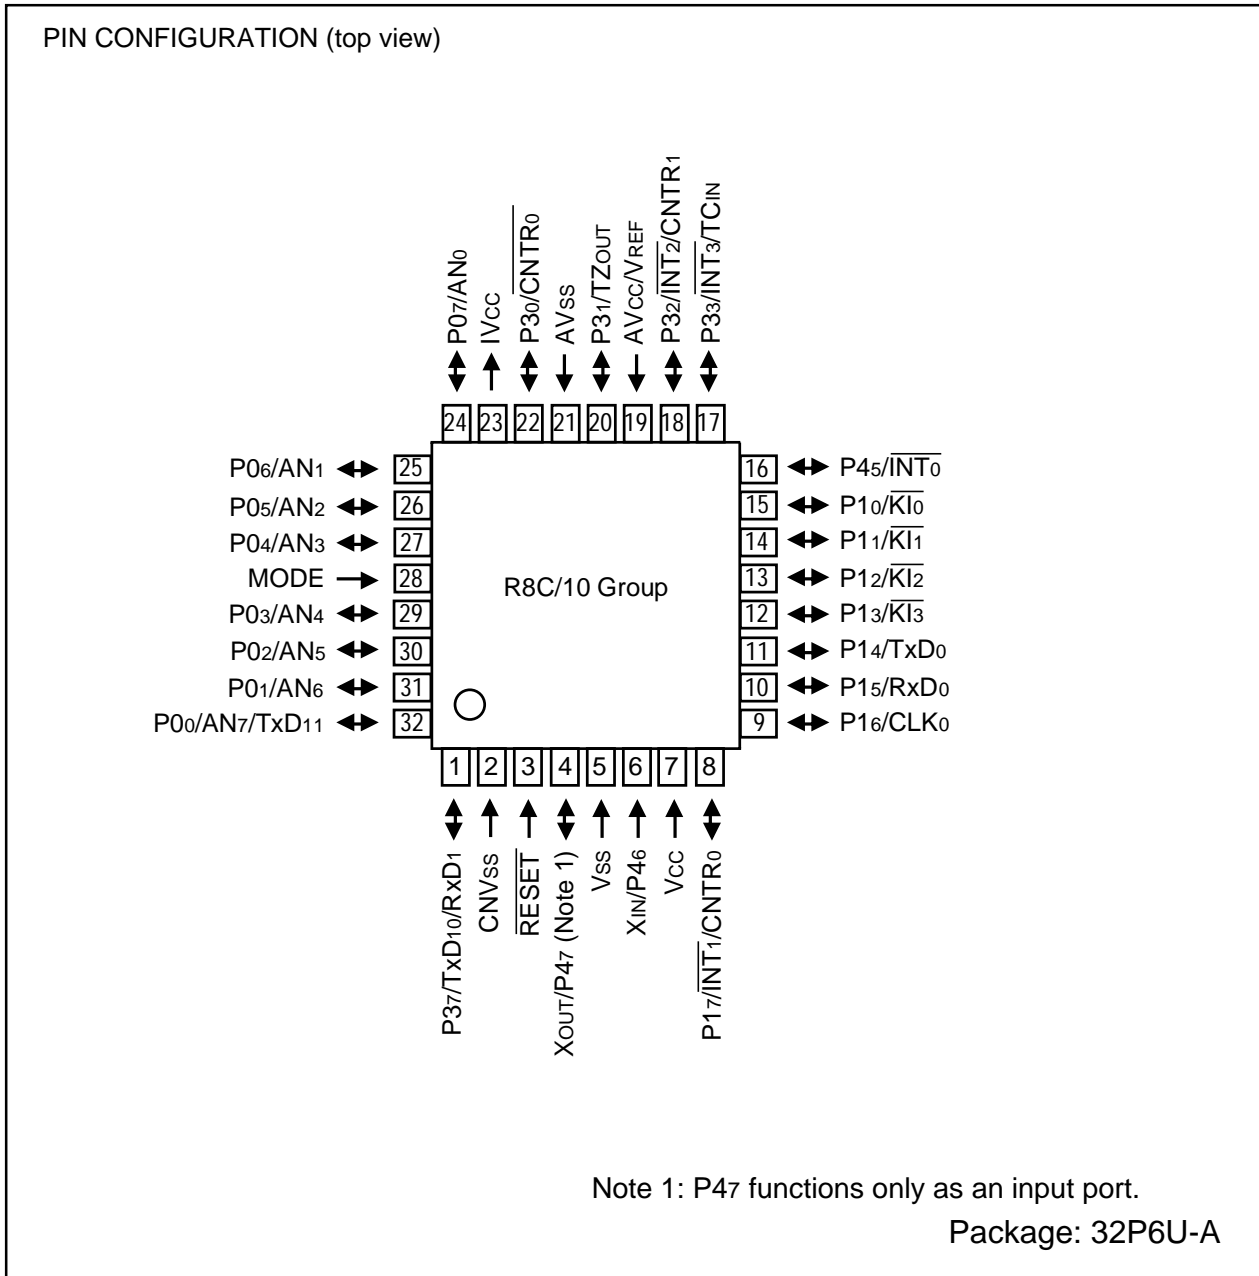 PIN CONFIGURATION (top view)
P07/AN0
IVCC
P30/CNTR0
AVSS
P31/TZOUT
AVCC/VREF
P32/INT2/CNTR1
P33/INT3/TCIN
24 23 22 21 20 19 18 17
P06/AN1 25
P05/AN2 26
P04/AN3 27
MODE 28
P03/AN4 29
P02/AN5 30
P01/AN6 31
P00/AN7/TxD11 32
R8C/10 Group
16 P45/INT0
15 P10/KI0
14 P11/KI1
13 P12/KI2
12 P13/KI3
11 P14/TxD0
10 P15/RxD0
9 P16/CLK0
1 2 3 4 5 6 7 8
P37/TxD10/RxD1
CNVSS
RESET
XOUT/P47 (Note 1)
VSS
XIN/P46
VCC
P17/INT1/CNTR0
Note 1: P47 functions only as an input port.
Package: 32P6U-A